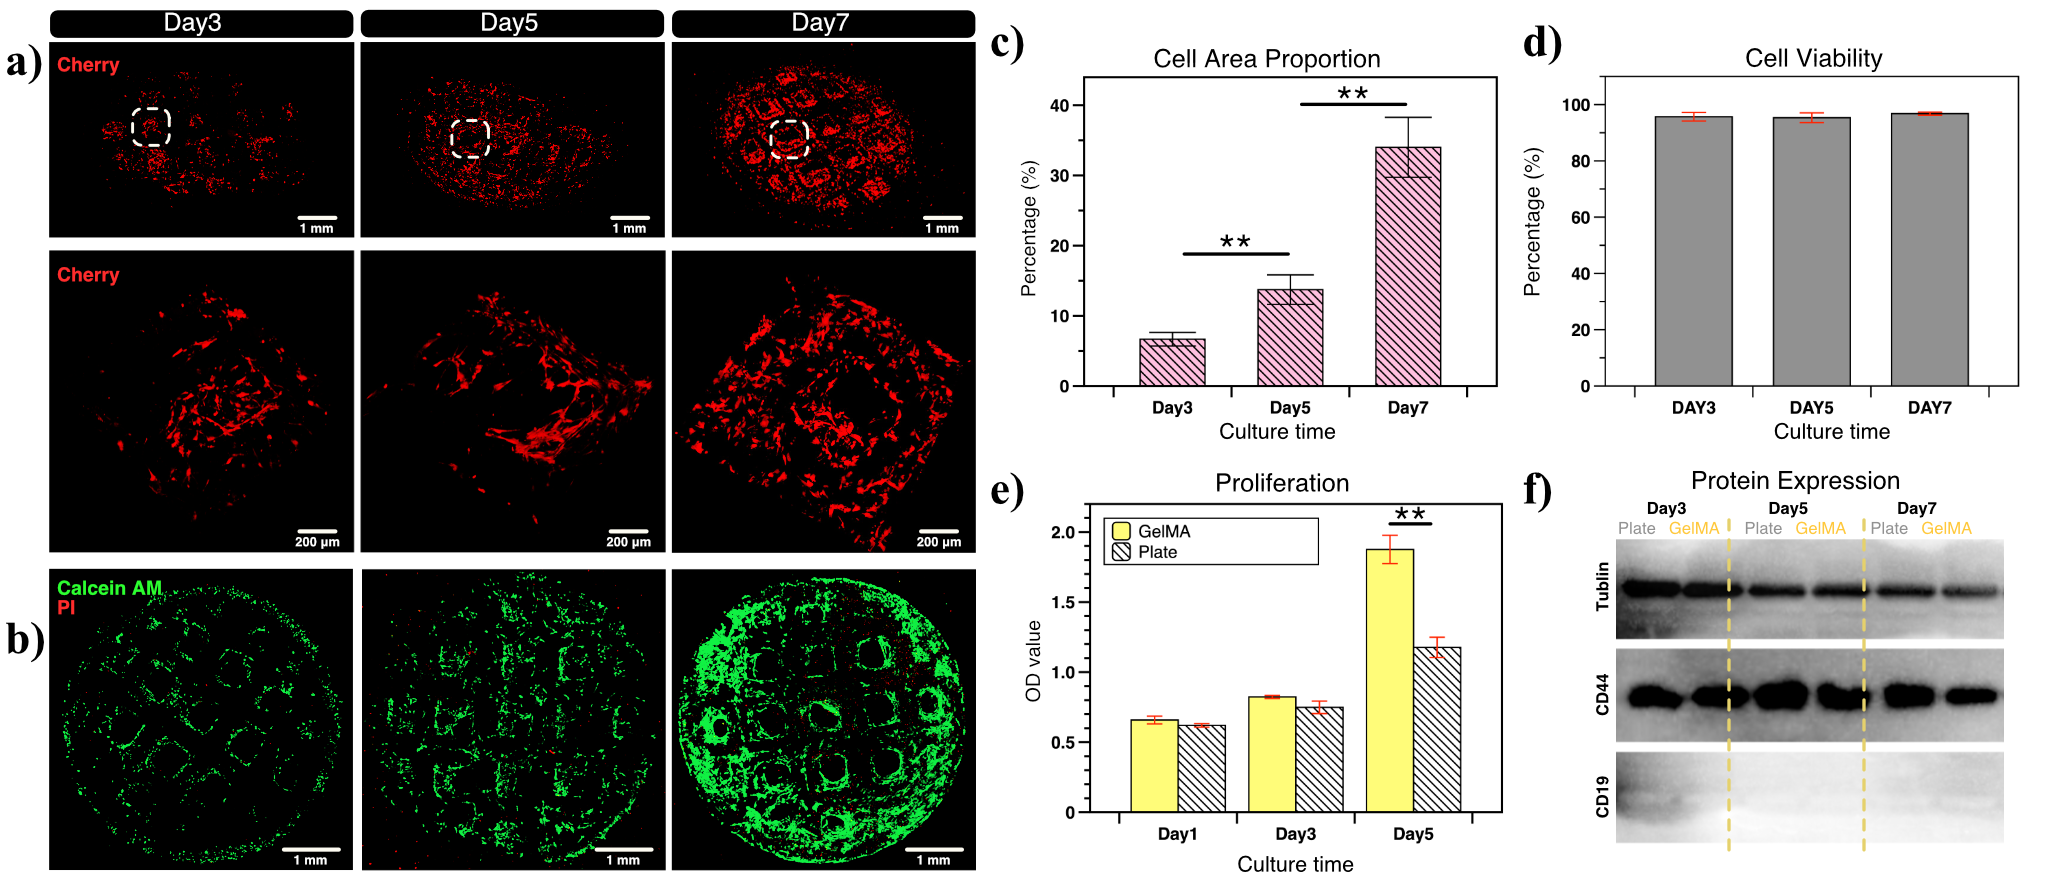 Day3 Day5 Day7
a)
Cherry
1 mm 1 mm 1 mm
Cherry
200 µm 200 µm 200 µm
b)
Calcein AM
PI
1 mm 1 mm 1 mm
c)
Cell Area Proportion
Percentage (%)
40
30
20
10
0
**
**
Day3 Day5 Day7
Culture time
d)
Cell Viability
Percentage (%)
100
80
60
40
20
0
DAY3 DAY5 DAY7
Culture time
e)
Proliferation
OD value
2.0
1.5
1.0
0.5
0
GelMA
Plate
**
Day1 Day3 Day5
Culture time
f)
Protein Expression
Day3 Day5 Day7
Plate GelMA Plate GelMA Plate GelMA
Tublin
CD44
CD19